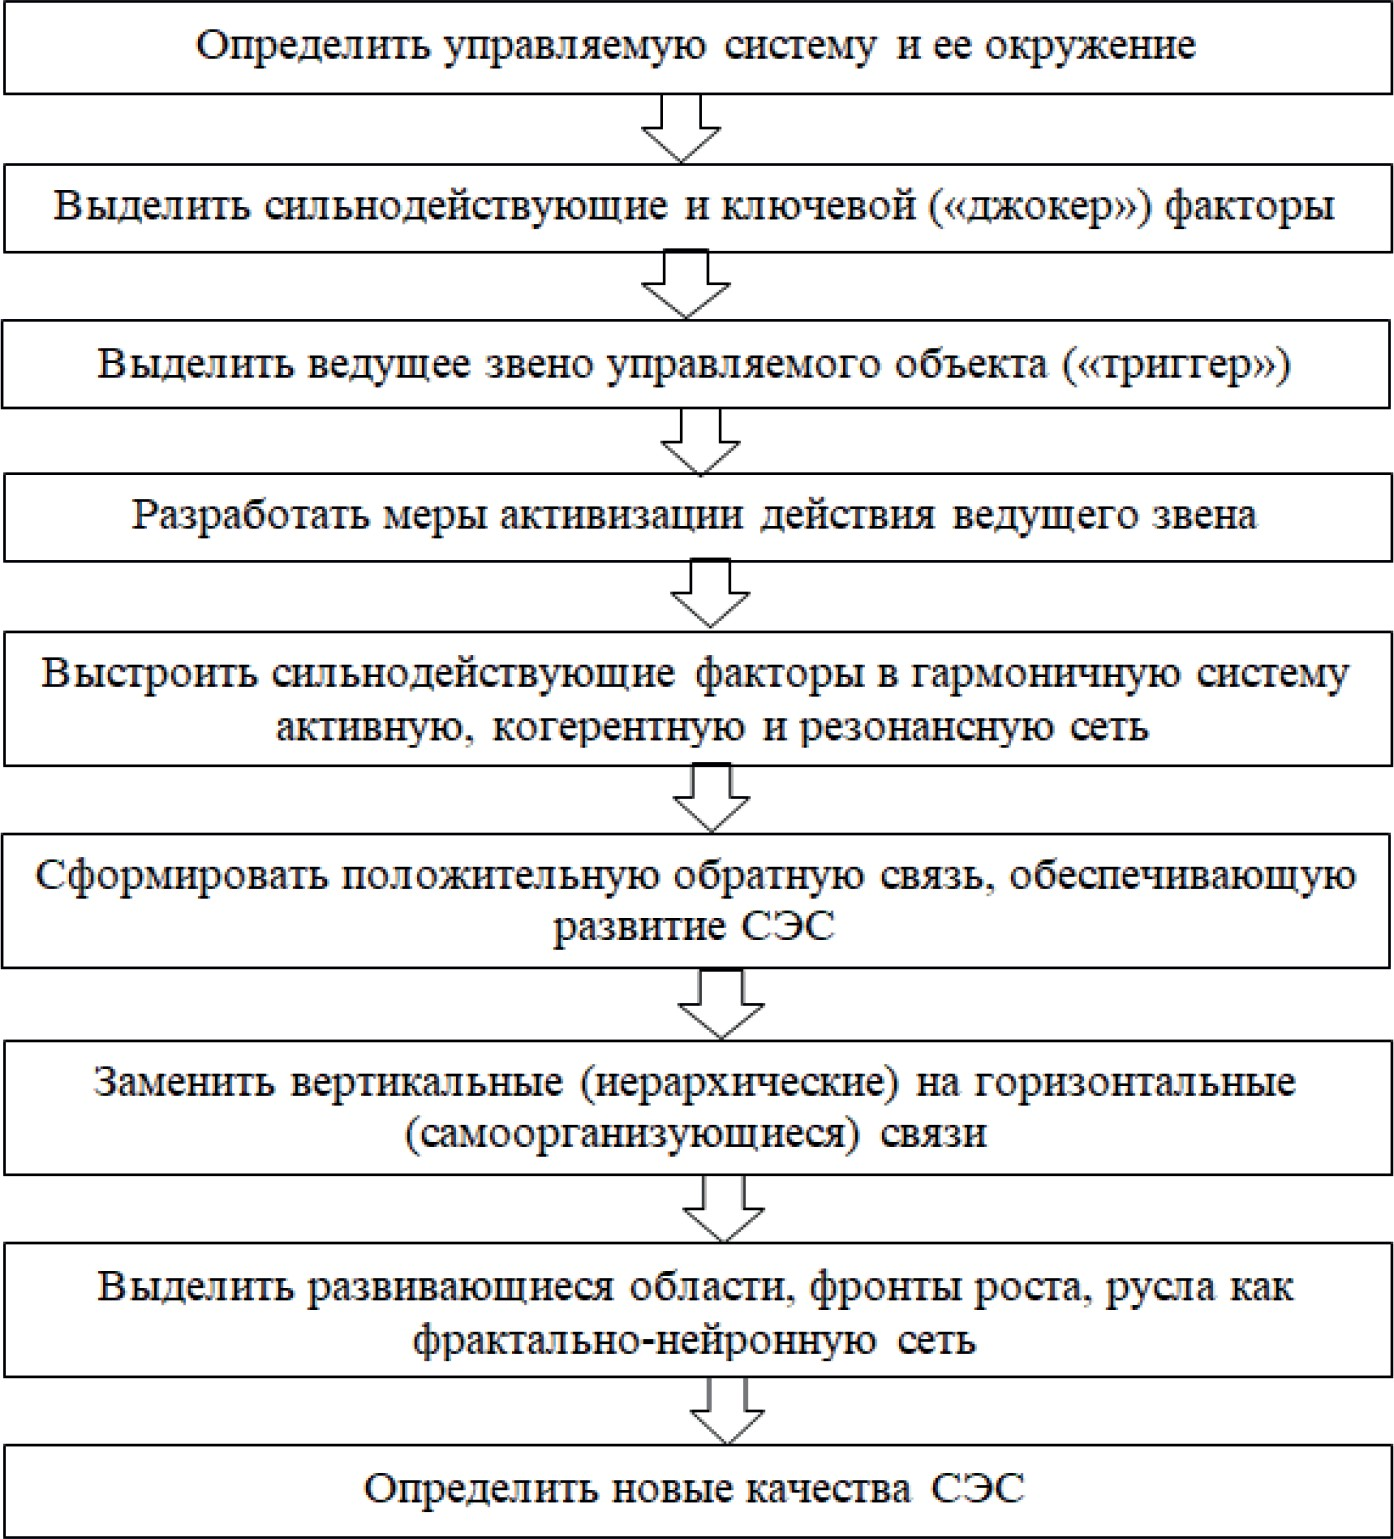 Определить управляемую систему и ее окружение
Выделить сильнодействующие и ключевой («джокер») факторы
Выделить ведущее звено управляемого объекта («триггер»)
Разработать меры активизации действия ведущего звена
Выстроить сильнодействующие факторы в гармоничную систему
активную, когерентную и резонансную сеть
Сформировать положительную обратную связь, обеспечивающую
развитие СЭС
Заменить вертикальные (иерархические) на горизонтальные
(самоорганизующиеся) связи
Выделить развивающиеся области, фронты роста, русла как
фрактально-нейронную сеть
Определить новые качества СЭС